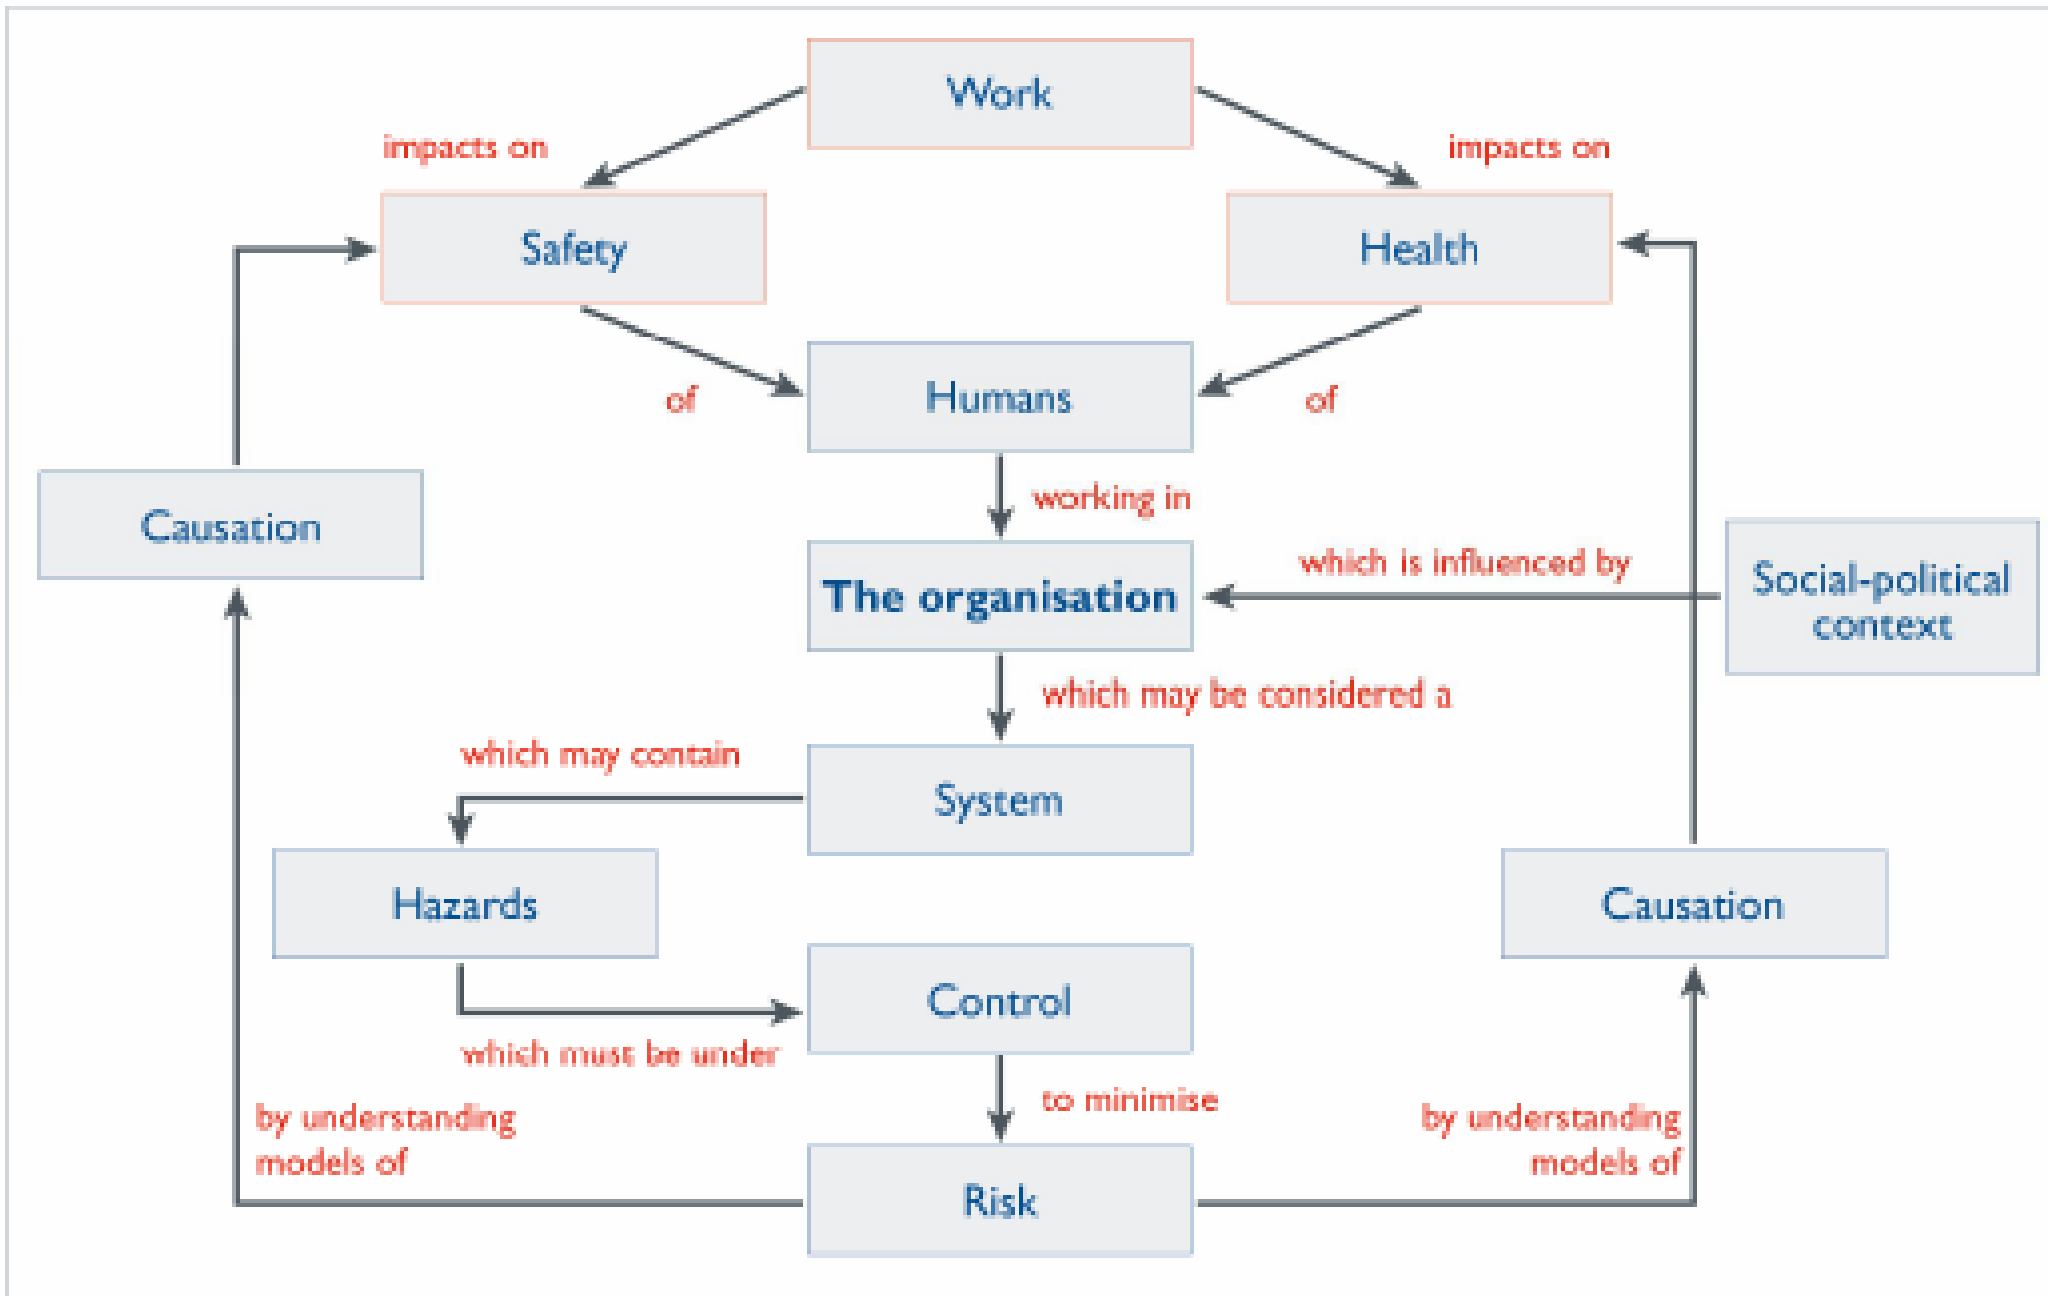 Work
impacts on
impacts on
Safety
Health
Humans
of
of
working in
Causation
The organisation
which is influenced by
Social-political
context
which may be considered a
which may contain
System
Hazards
Causation
Control
which must be under
to minimise
by understanding
models of
by understanding
models of
Risk